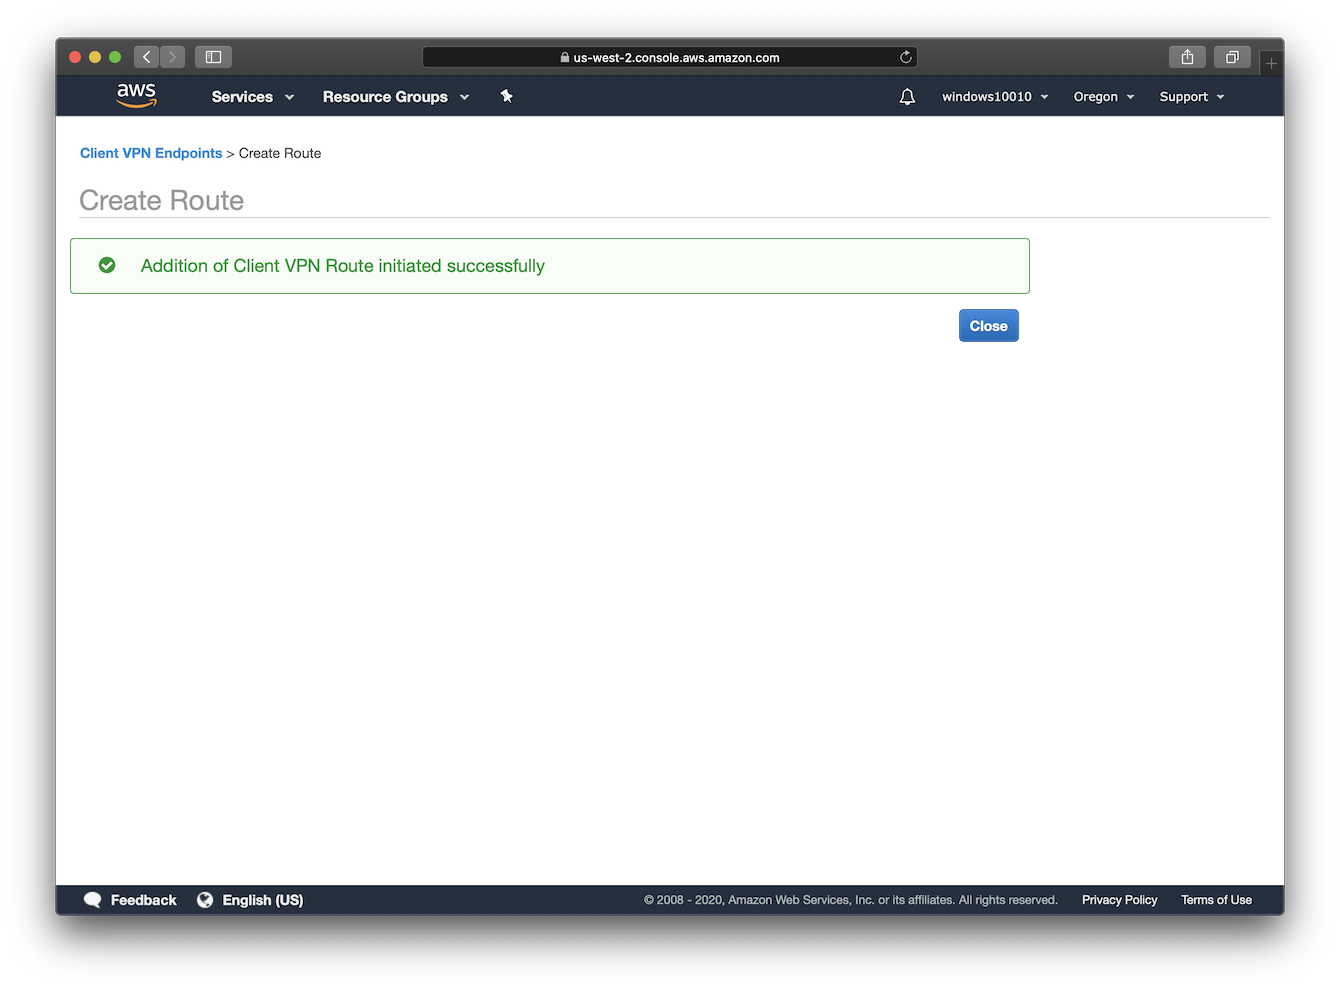 us-west-2.console.aws.amazon.com
aws Services Resource Groups windows10010 Oregon Support
Client VPN Endpoints > Create Route
Create Route
Addition of Client VPN Route initiated successfully
Close
Feedback English (US) © 2008 - 2020, Amazon Web Services, Inc. or its affiliates. All rights reserved. Privacy Policy Terms of Use